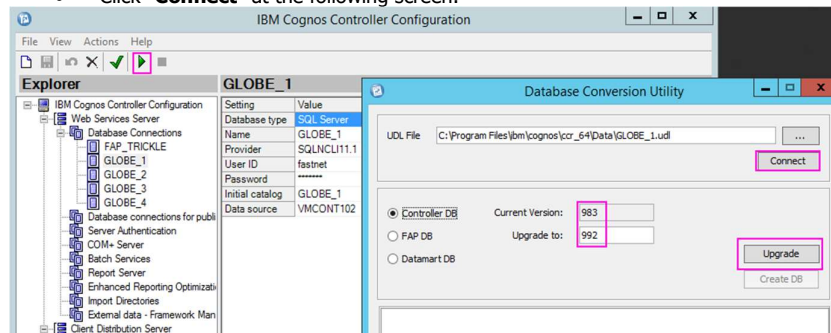 • Click "Connect" at the following screen:
IBM Cognos Controller Configuration
File View Actions Help
Explorer
IBM Cognos Controller Configuration
Web Services Server
Database Connections
FAP_TRICKLE
GLOBE_1
GLOBE_2
GLOBE_3
GLOBE_4
Database connections for publi
Server Authentication
COM+ Server
Batch Services
Report Server
Enhanced Reporting Optimizati
Import Directories
External data - Framework Man
Client Distribution Server
GLOBE_1
Setting Value
Database type SQL Server
Name GLOBE_1
Provider SQLNCLI11.1
User ID fastnet
Password *******
Initial catalog GLOBE_1
Data source VMCONT102
Database Conversion Utility
UDL File C:\Program Files\ibm\cognos\ccr_64\Data\GLOBE_1.udl ...
Connect
Controller DB Current Version: 983
FAP DB Upgrade to: 992
Datamart DB
Upgrade
Create DB